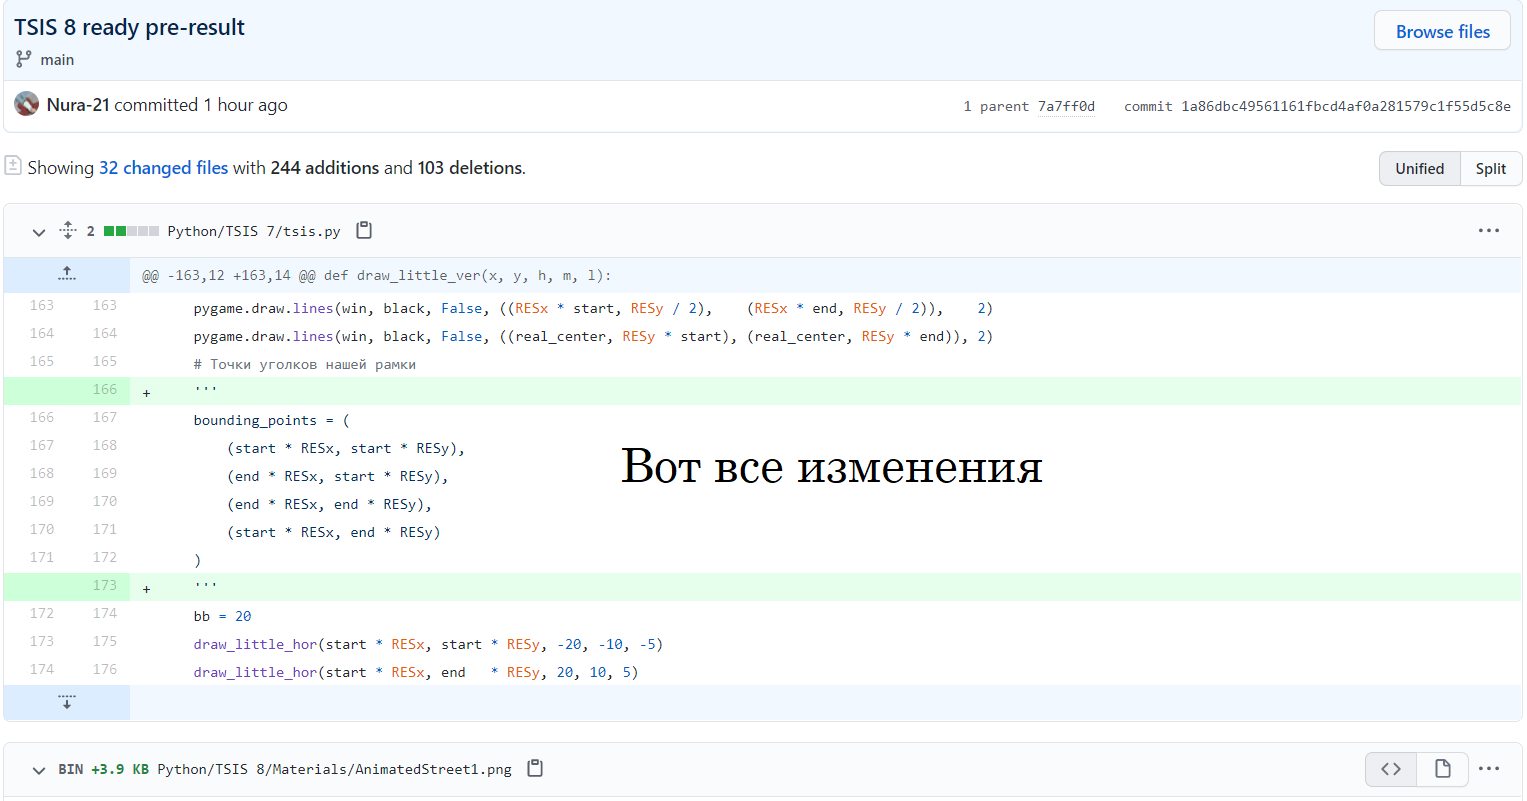 TSIS 8 ready pre-result
Browse files
main
Nura-21 committed 1 hour ago
1 parent 7a7ff0d commit 1a86dbc49561161fbcd4af0a281579c1f55d5c8e
Showing 32 changed files with 244 additions and 103 deletions.
Unified Split
2 Python/TSIS 7/tsis.py
@@ -163,12 +163,14 @@ def draw_little_ver(x, y, h, m, l):
163 163 pygame.draw.lines(win, black, False, ((RESx * start, RESy / 2), (RESx * end, RESy / 2)), 2)
164 164 pygame.draw.lines(win, black, False, ((real_center, RESy * start), (real_center, RESy * end)), 2)
165 165 # Точки уголков нашей рамки
166 + '''
166 167 bounding_points = (
167 168 (start * RESx, start * RESy),
168 169 (end * RESx, start * RESy),
169 170 (end * RESx, end * RESy),
170 171 (start * RESx, end * RESy)
171 172 )
173 + '''
172 174 bb = 20
173 175 draw_little_hor(start * RESx, start * RESy, -20, -10, -5)
174 176 draw_little_hor(start * RESx, end * RESy, 20, 10, 5)
Вот все изменения
BIN +3.9 KB Python/TSIS 8/Materials/AnimatedStreet1.png